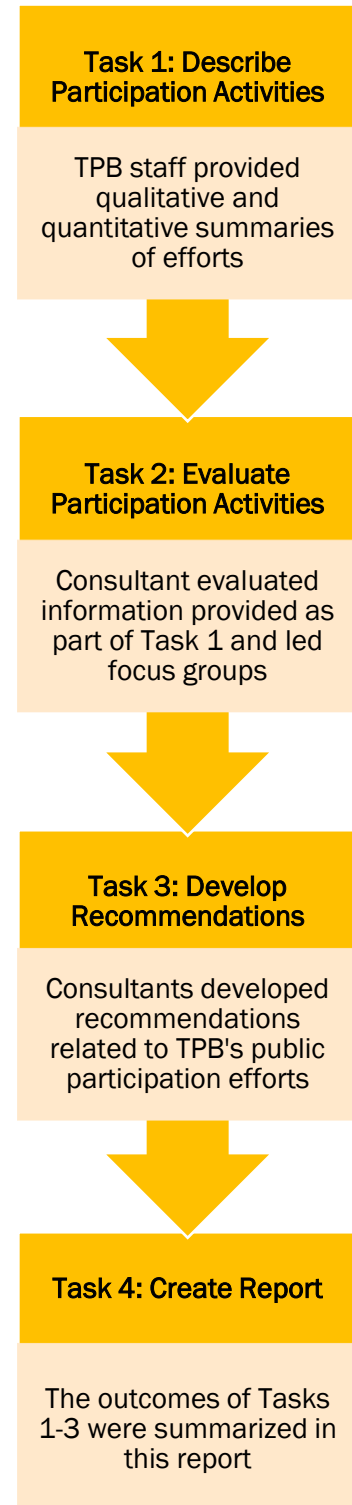 Task 1: Describe
Participation Activities
TPB staff provided
qualitative and
quantitative summaries
of efforts
Task 2: Evaluate
Participation Activities
Consultant evaluated
information provided as
part of Task 1 and led
focus groups
Task 3: Develop
Recommendations
Consultants developed
recommendations
related to TPB's public
participation efforts
Task 4: Create Report
The outcomes of Tasks
1-3 were summarized in
this report